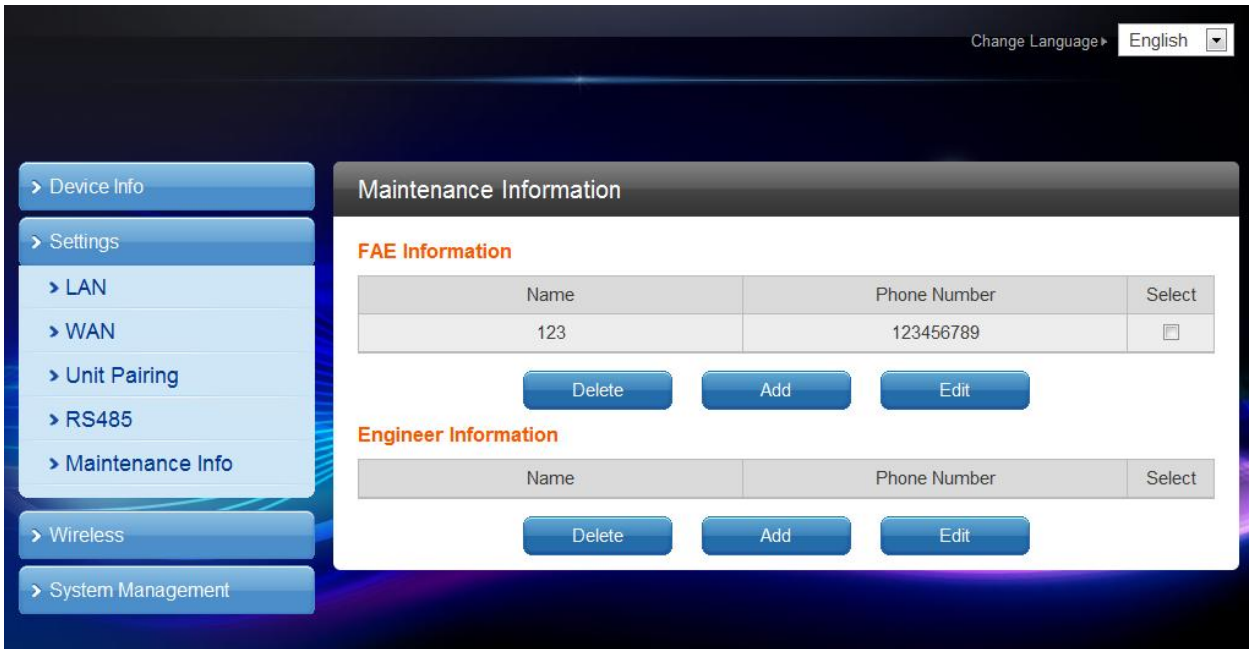 Change Language English
Device Info
Settings
LAN
WAN
Unit Pairing
RS485
Maintenance Info
Wireless
System Management
Maintenance Information
FAE Information
Name Phone Number Select
123 123456789
Delete Add Edit
Engineer Information
Name Phone Number Select
Delete Add Edit